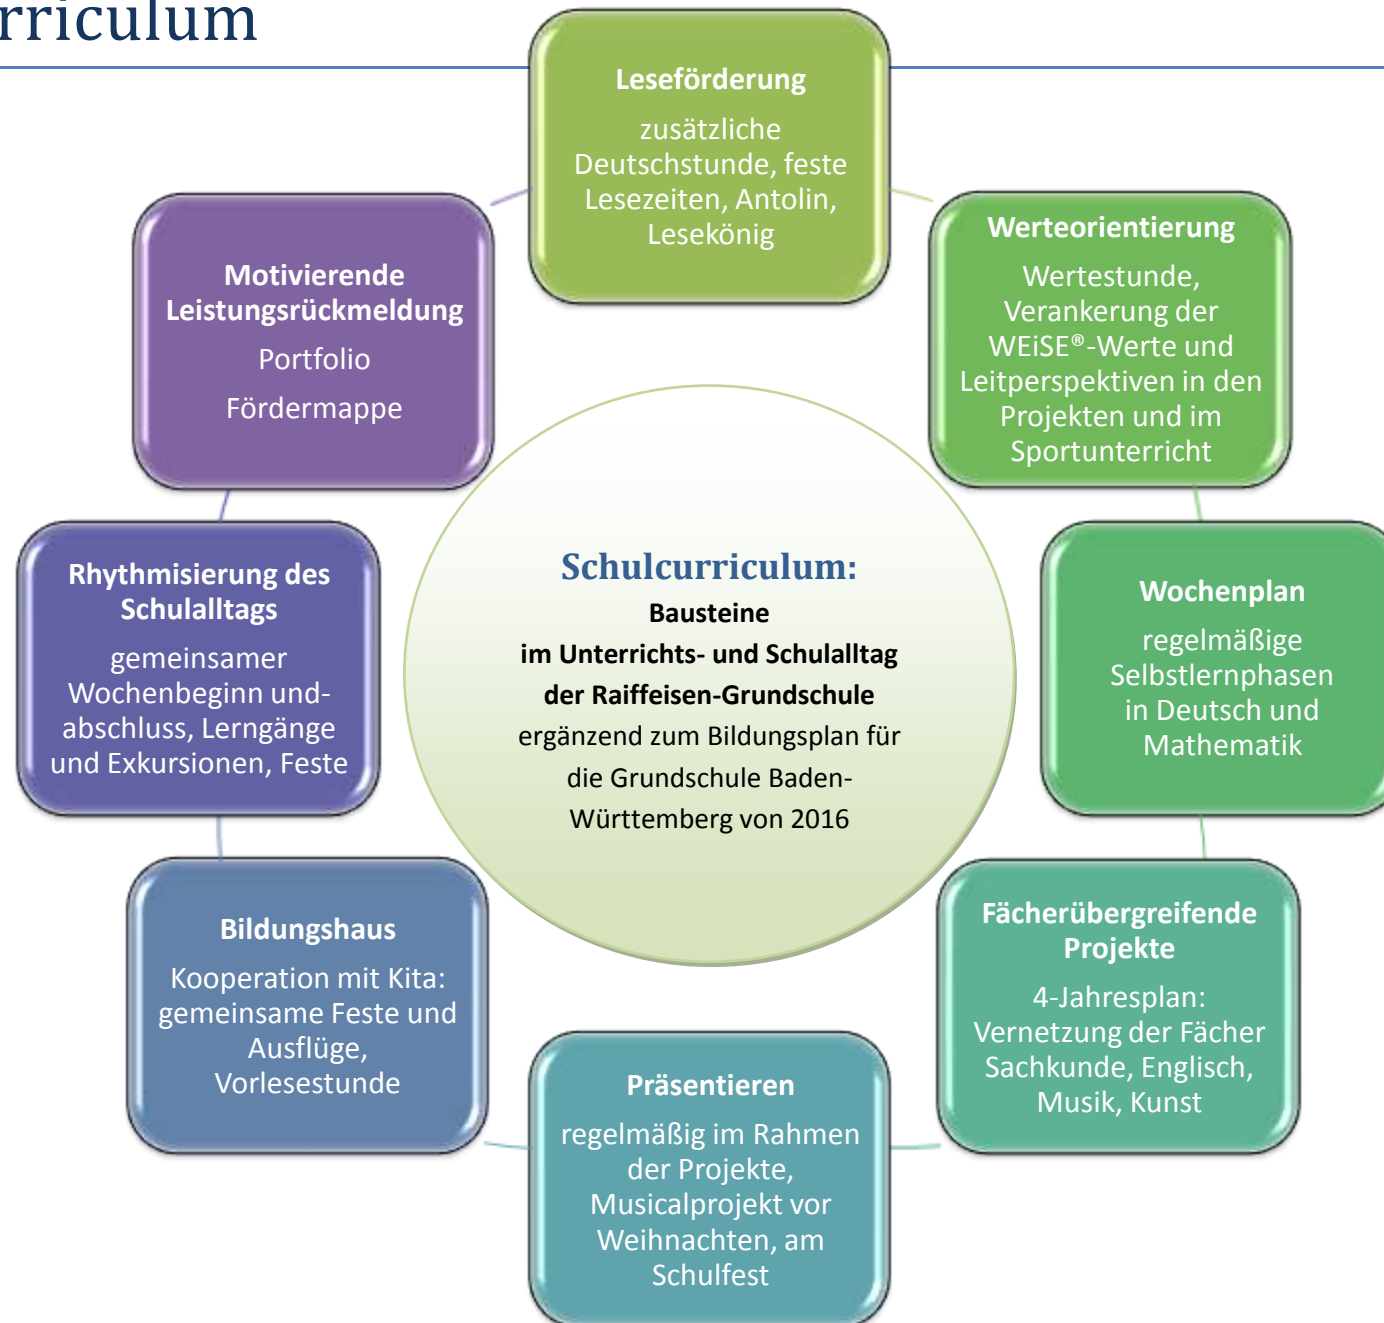 rriculum
Leseförderung
zusätzliche
Deutschstunde, feste
Lesezeiten, Antolin,
Lesekönig
Werteorientierung
Wertestunde,
Verankerung der
WEiSE®-Werte und
Leitperspektiven in den
Projekten und im
Sportunterricht
Wochenplan
regelmäßige
Selbstlernphasen
in Deutsch und
Mathematik
Fächerübergreifende
Projekte
4-Jahresplan:
Vernetzung der Fächer
Sachkunde, Englisch,
Musik, Kunst
Präsentieren
regelmäßig im Rahmen
der Projekte,
Musicalprojekt vor
Weihnachten, am
Schulfest
Bildungshaus
Kooperation mit Kita:
gemeinsame Feste und
Ausflüge,
Vorlesestunde
Rhythmisierung des
Schulalltags
gemeinsamer
Wochenbeginn und-
abschluss, Lerngänge
und Exkursionen, Feste
Motivierende
Leistungsrückmeldung
Portfolio
Fördermappe
Schulcurriculum:
Bausteine
im Unterrichts- und Schulalltag
der Raiffeisen-Grundschule
ergänzend zum Bildungsplan für
die Grundschule Baden-
Württemberg von 2016